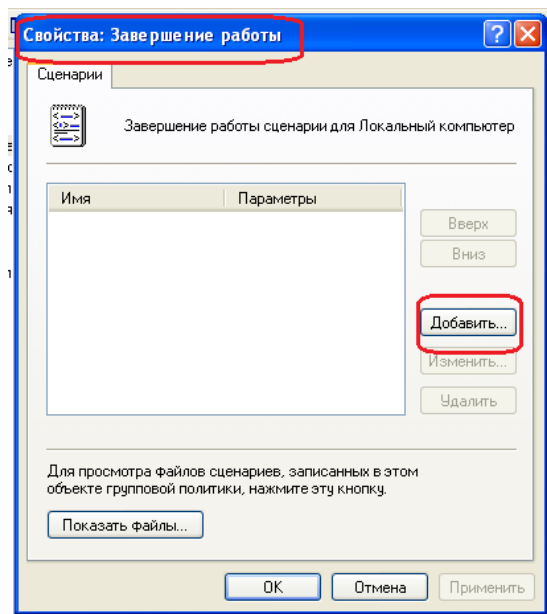 Свойства: Завершение работы
Сценарии
Завершение работы сценарии для Локальный компьютер
Имя Параметры
Вверх
Вниз
Добавить...
Изменить...
Удалить
Для просмотра файлов сценариев, записанных в этом
объекте групповой политики, нажмите эту кнопку.
Показать файлы...
OK Отмена Применить